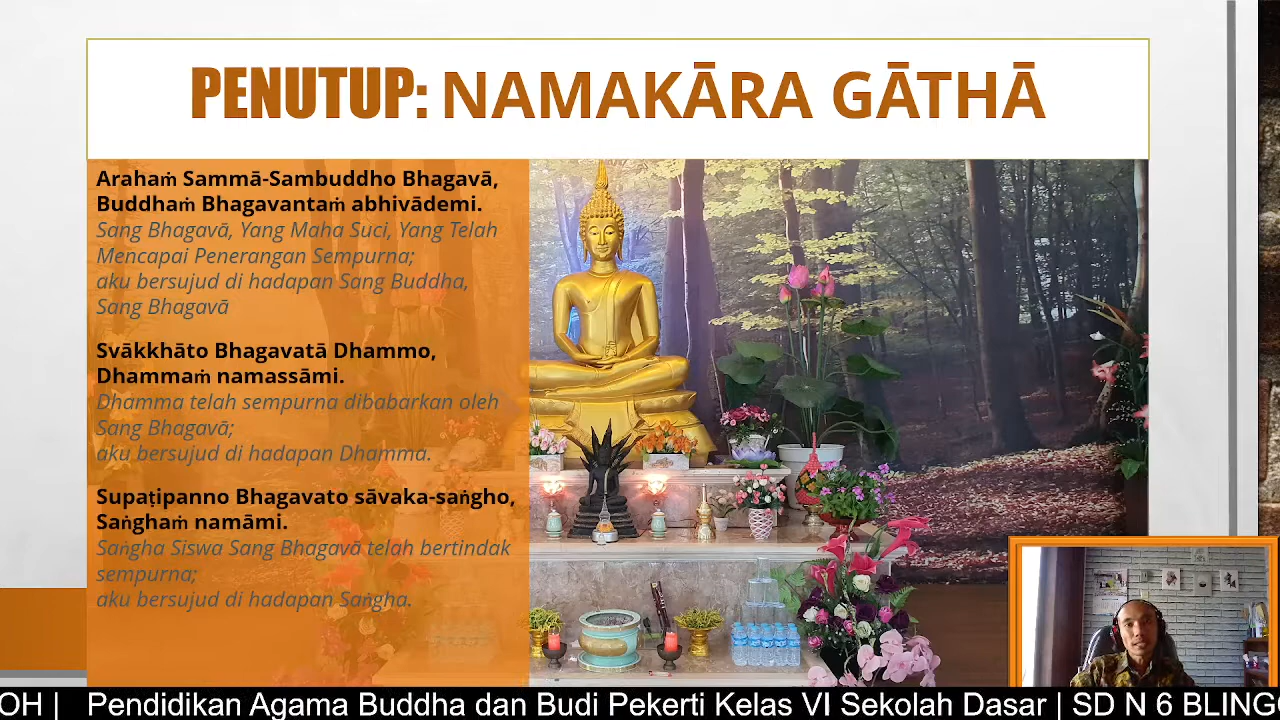 PENUTUP: NAMAKĀRA GĀTHĀ
Arahaṁ Sammā-Sambuddho Bhagavā,
Buddhaṁ Bhagavantaṁ abhivādemi.
Sang Bhagavā, Yang Maha Suci, Yang Telah
Mencapai Penerangan Sempurna;
aku bersujud di hadapan Sang Buddha,
Sang Bhagavā
Svākkhāto Bhagavatā Dhammo,
Dhammaṁ namassāmi.
Dhamma telah sempurna dibabarkan oleh
Sang Bhagavā;
aku bersujud di hadapan Dhamma.
Supaṭipanno Bhagavato sāvaka-saṅgho,
Saṅghaṁ namāmi.
Saṅgha Siswa Sang Bhagavā telah bertindak
sempurna;
aku bersujud di hadapan Saṅgha.
OH | Pendidikan Agama Buddha dan Budi Pekerti Kelas VI Sekolah Dasar | SD N 6 BLING